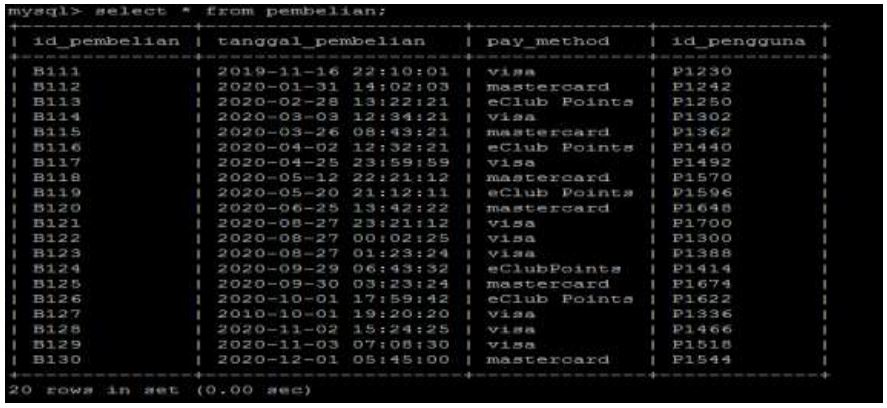 mysql> select * from pembelian;
| id_pembelian | tanggal_pembelian | pay_method | id_pengguna |
| B111 | 2019-11-16 22:10:01 | visa | P1230 |
| B112 | 2020-01-31 14:02:03 | mastercard | P1242 |
| B113 | 2020-02-28 13:22:21 | eClub Points | P1250 |
| B114 | 2020-03-03 12:34:21 | visa | P1302 |
| B115 | 2020-03-26 08:43:21 | mastercard | P1362 |
| B116 | 2020-04-02 12:32:21 | eClub Points | P1440 |
| B117 | 2020-04-25 23:59:59 | visa | P1492 |
| B118 | 2020-05-12 22:21:12 | mastercard | P1570 |
| B119 | 2020-05-20 21:12:11 | eClub Points | P1596 |
| B120 | 2020-06-25 13:42:22 | mastercard | P1648 |
| B121 | 2020-08-27 23:21:12 | visa | P1700 |
| B122 | 2020-08-27 00:02:25 | visa | P1300 |
| B123 | 2020-08-27 01:23:24 | visa | P1388 |
| B124 | 2020-09-29 06:43:32 | eClubPoints | P1414 |
| B125 | 2020-09-30 03:23:24 | mastercard | P1674 |
| B126 | 2020-10-01 17:59:42 | eClub Points | P1622 |
| B127 | 2010-10-01 19:20:20 | visa | P1336 |
| B128 | 2020-11-02 15:24:25 | visa | P1466 |
| B129 | 2020-11-03 07:08:30 | visa | P1518 |
| B130 | 2020-12-01 05:45:00 | mastercard | P1544 |
20 rows in set (0.00 sec)